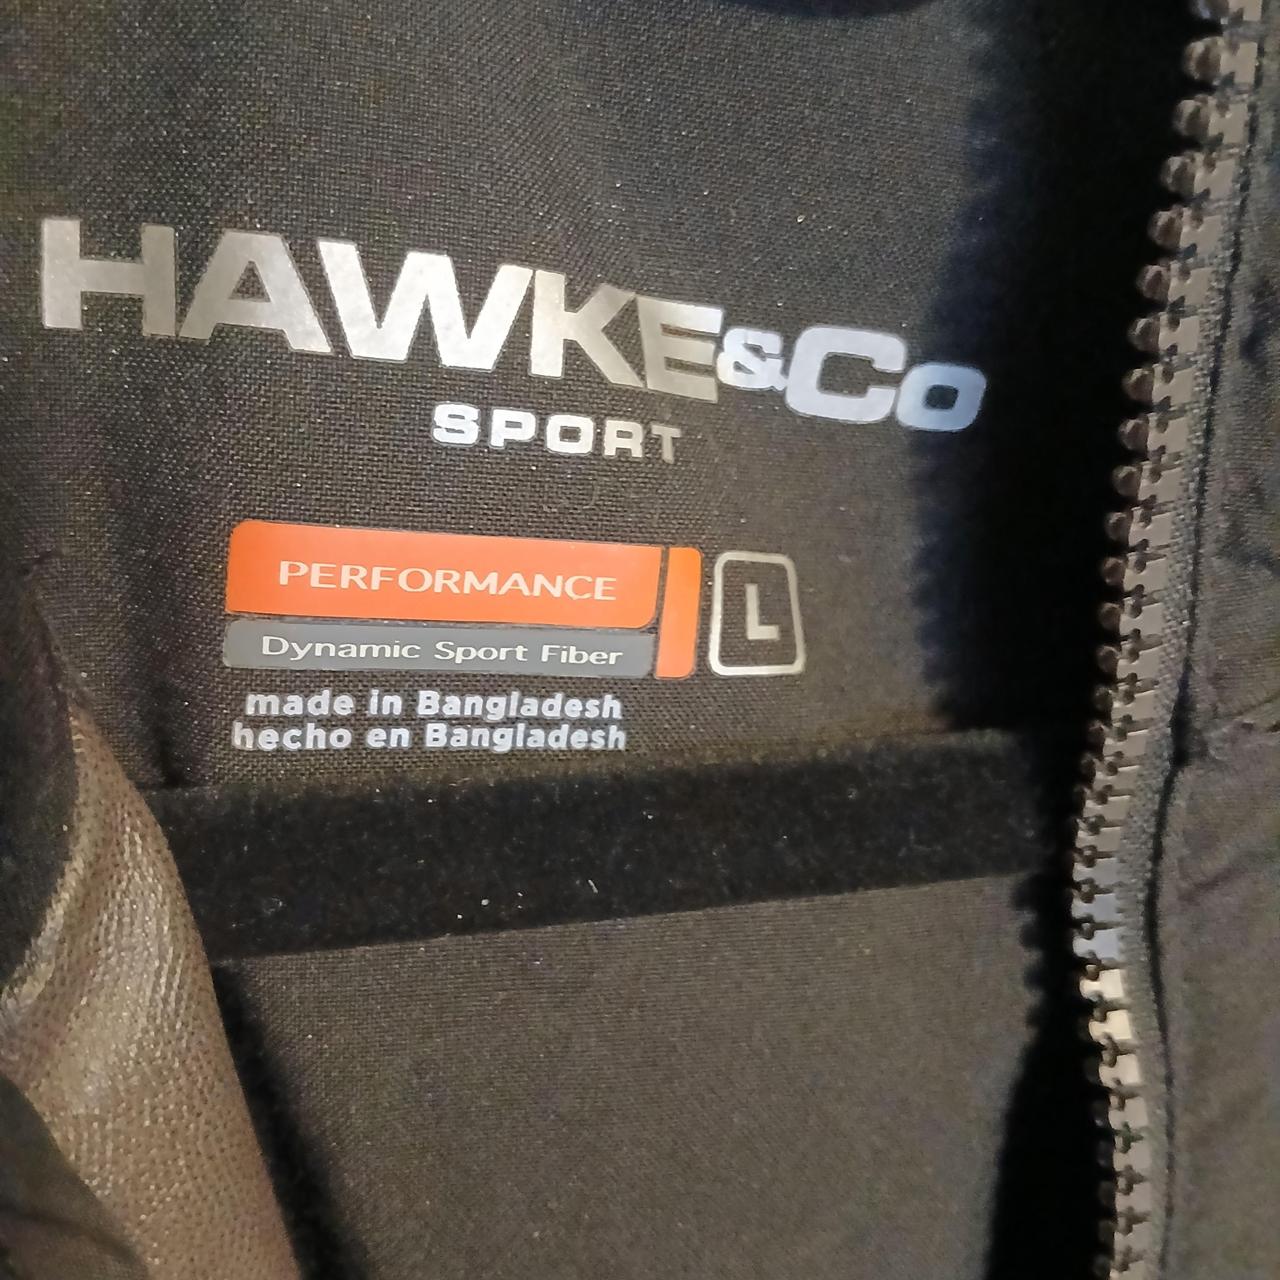 HAWKE&Co
SPORT
PERFORMANCE
L
Dynamic Sport Fiber
made in Bangladesh
hecho en Bangladesh